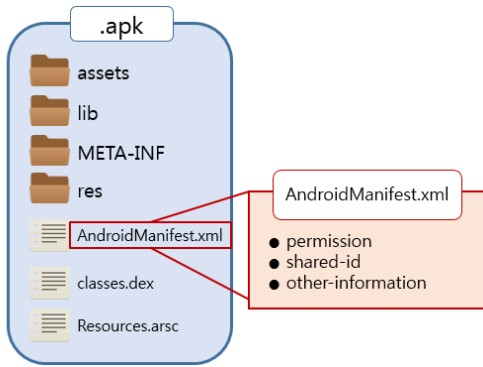 .apk
assets
lib
META-INF
res
AndroidManifest.xml
classes.dex
Resources.arsc
AndroidManifest.xml
● permission
● shared-id
● other-information